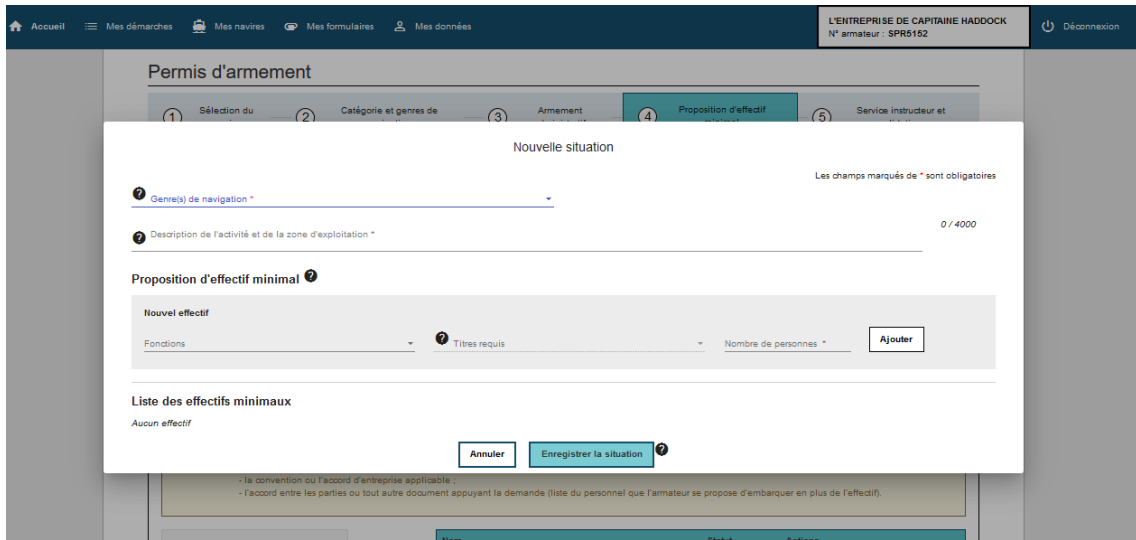 Accueil Mes démarches Mes navires Mes formulaires Mes données
L'ENTREPRISE DE CAPITAINE HADDOCK
N° armateur : SPR5152
Déconnexion
Permis d'armement
1 Sélection du
2 Catégorie et genres de
3 Armement
4 Proposition d'effectif
5 Service instructeur et
Nouvelle situation
Les champs marqués de * sont obligatoires
? Genre(s) de navigation *
0 / 4000
? Description de l'activité et de la zone d'exploitation *
Proposition d'effectif minimal ?
Nouvel effectif
Fonctions ? Titres requis Nombre de personnes * Ajouter
Liste des effectifs minimaux
Aucun effectif
Annuler Enregistrer la situation ?
- la convention ou l'accord d'entreprise applicable ;
- l'accord entre les parties ou tout autre document appuyant la demande (liste du personnel que l'armateur se propose d'embarquer en plus de l'effectif).